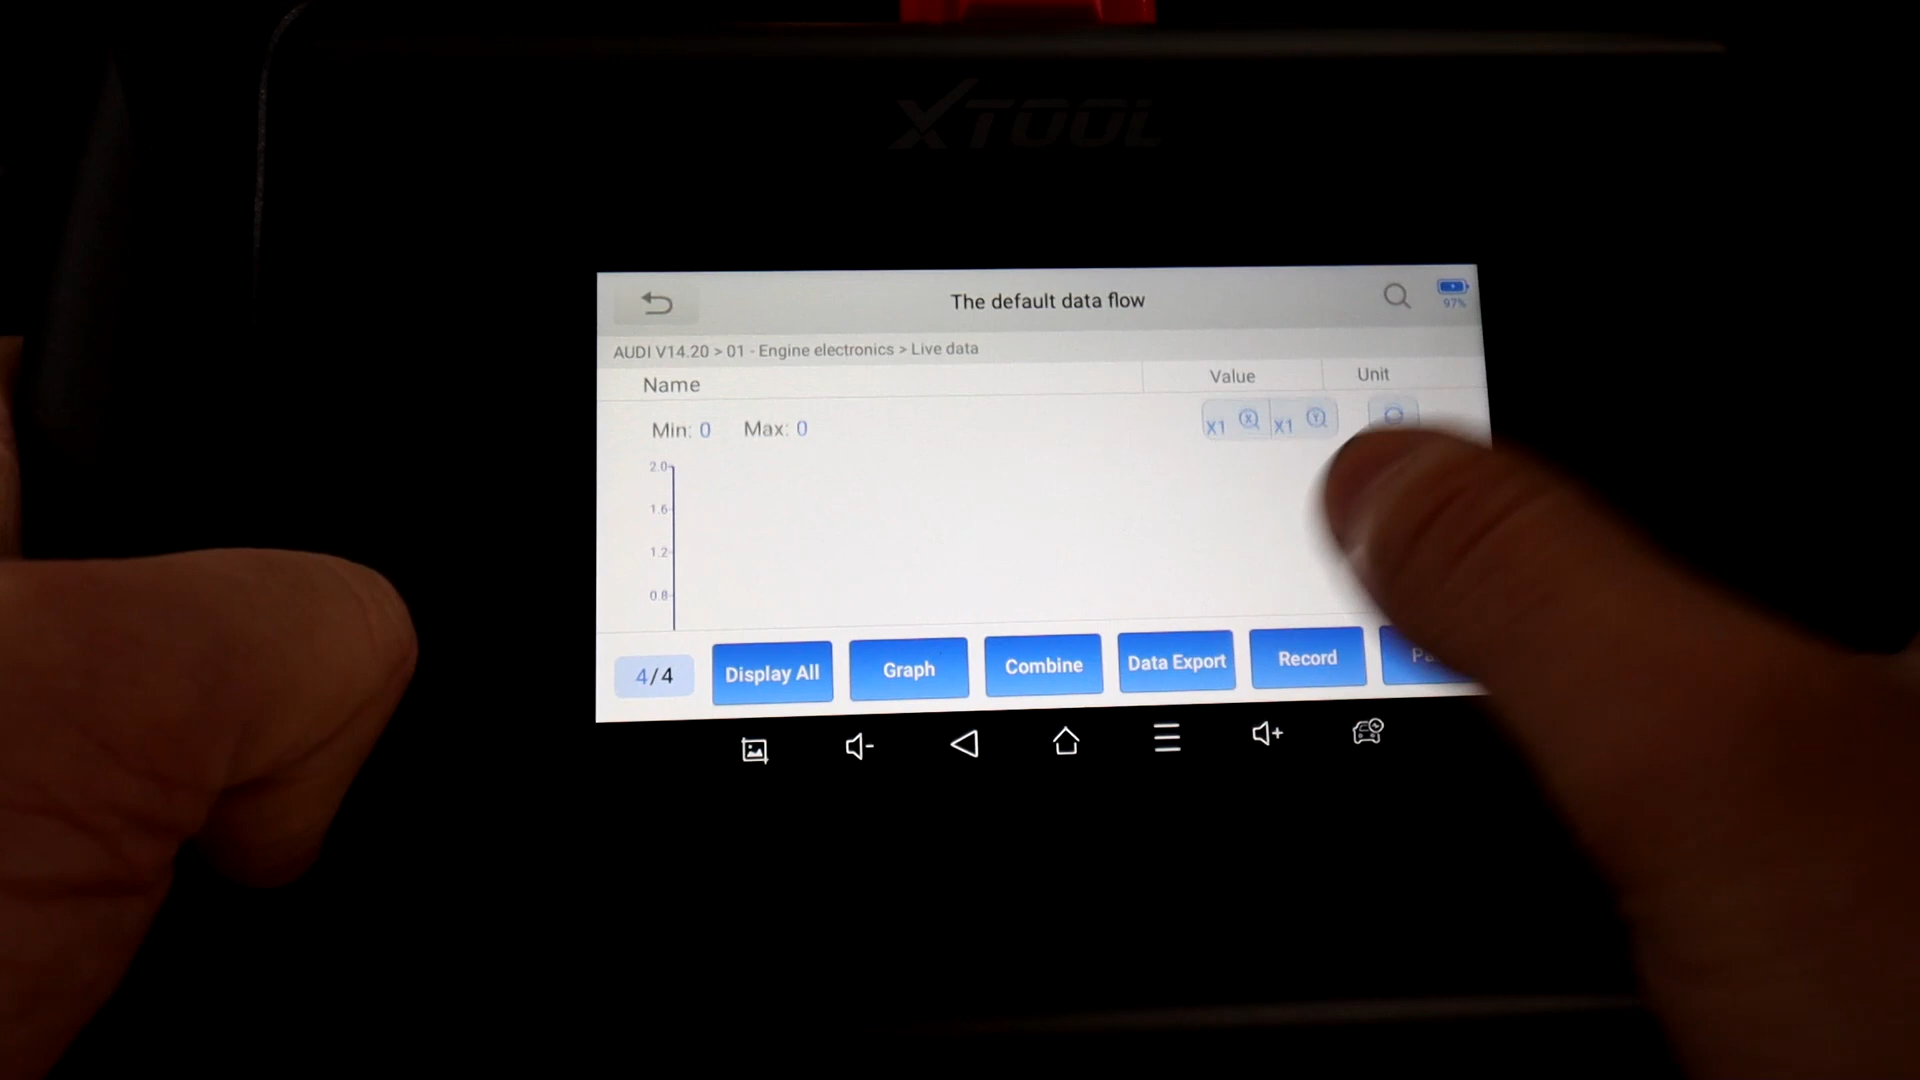 XTOOL
The default data flow
97%
AUDI V14.20 > 01 - Engine electronics > Live data
Name Value Unit
Min: 0 Max: 0 X1 X X1 Y
2.0
1.6
1.2
0.8
4/4 Display All Graph Combine Data Export Record